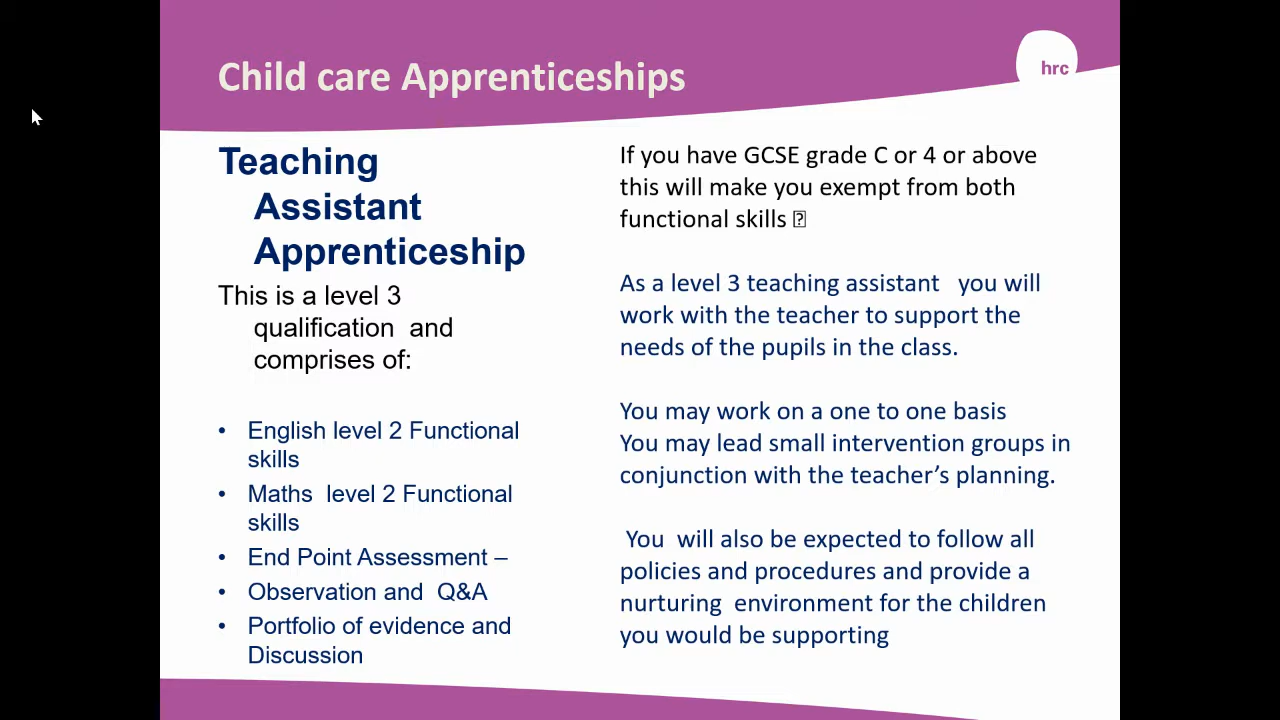 Child care Apprenticeships
hrc
Teaching
Assistant
Apprenticeship
This is a level 3
qualification  and
comprises of:
• English level 2 Functional
skills
• Maths  level 2 Functional
skills
• End Point Assessment –
• Observation and  Q&A
• Portfolio of evidence and
Discussion
If you have GCSE grade C or 4 or above
this will make you exempt from both
functional skills
As a level 3 teaching assistant   you will
work with the teacher to support the
needs of the pupils in the class.
You may work on a one to one basis
You may lead small intervention groups in
conjunction with the teacher’s planning.
You  will also be expected to follow all
policies and procedures and provide a
nurturing  environment for the children
you would be supporting